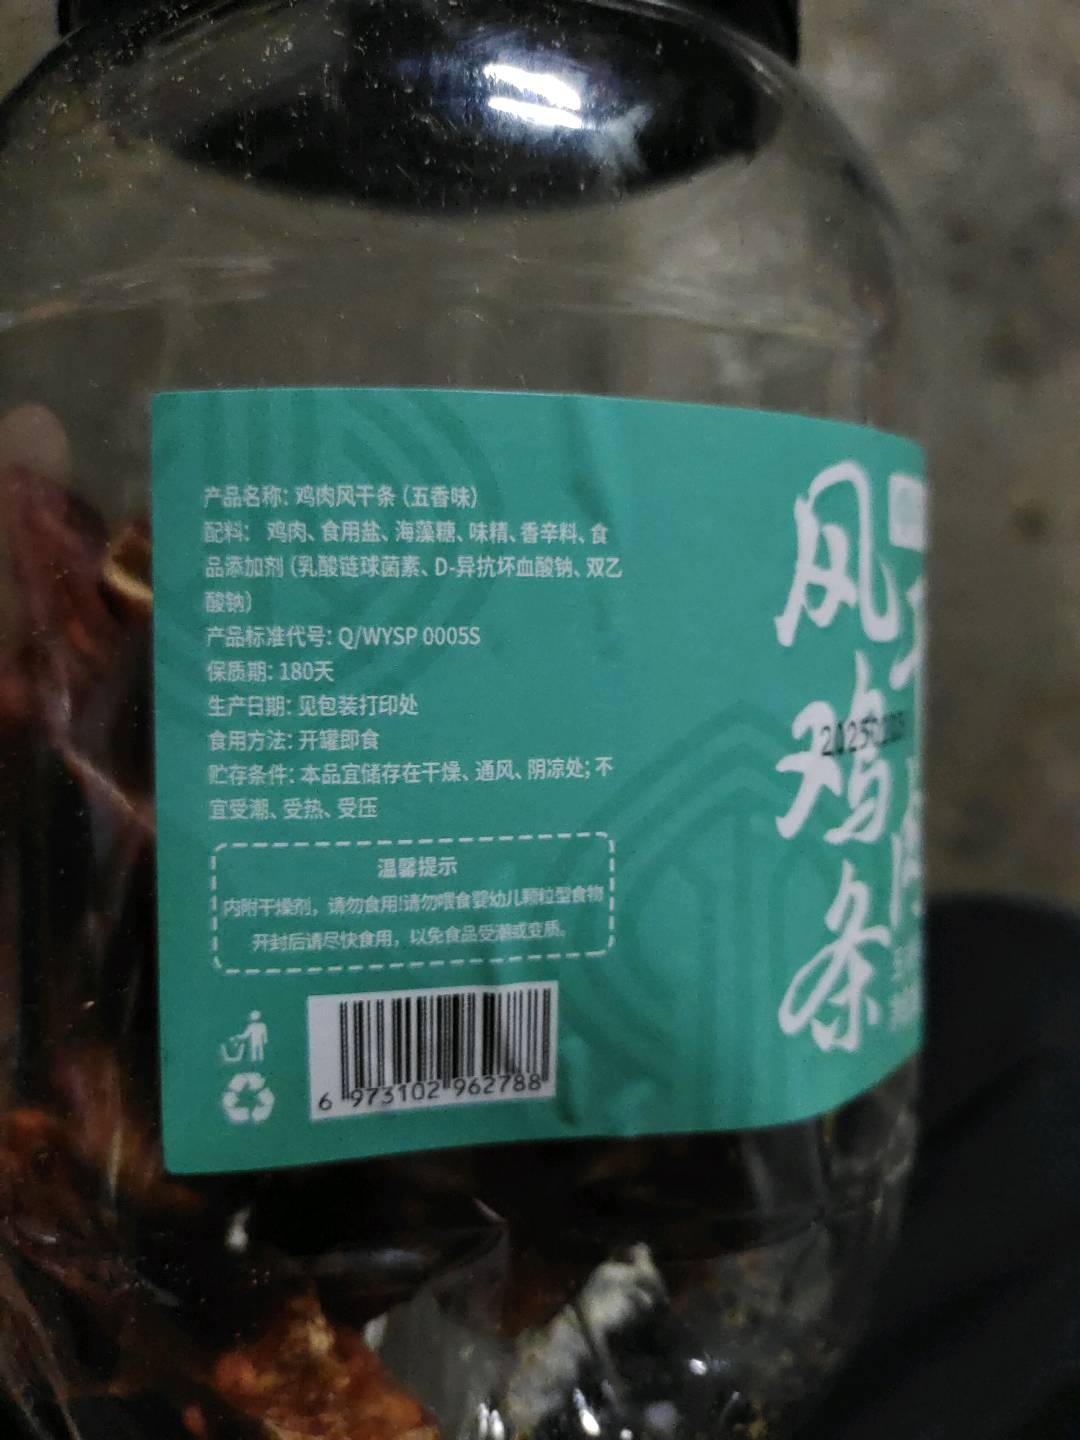 产品名称: 鸡肉风干条 (五香味)
配料: 鸡肉、食用盐、海藻糖、味精、香辛料、食
品添加剂 (乳酸链球菌素、D-异抗坏血酸钠、双乙
酸钠)
产品标准代号: Q/WYSP 0005S
保质期: 180天
生产日期: 见包装打印处
食用方法: 开罐即食
贮存条件: 本品宜储存在干燥、通风、阴凉处; 不
宜受潮、受热、受压
温馨提示
内附干燥剂, 请勿食用!请勿喂食婴幼儿颗粒型食物
开封后请尽快食用, 以免食品受潮或变质。
6 973102 962788
风
鸡
条